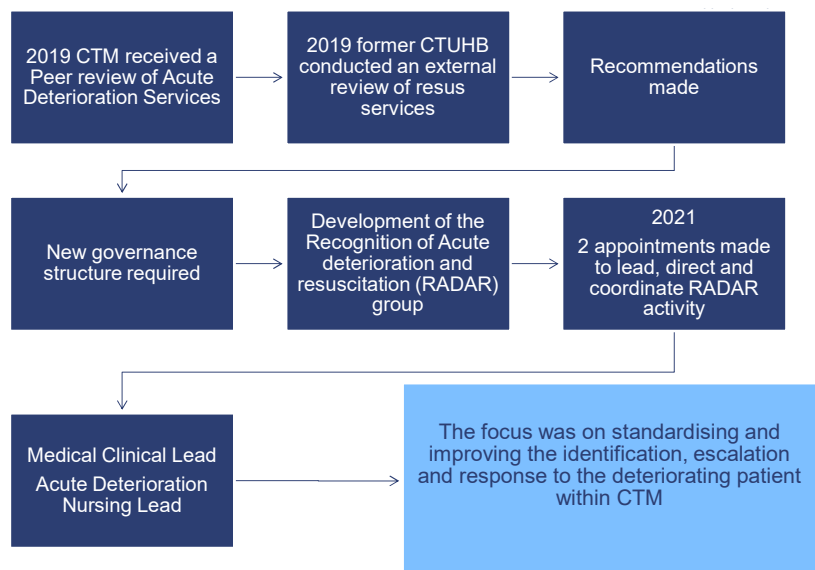 2019 CTM received a
Peer review of Acute
Deterioration Services
2019 former CTUHB
conducted an external
review of resus
services
Recommendations
made
New governance
structure required
Development of the
Recognition of Acute
deterioration and
resuscitation (RADAR)
group
2021
2 appointments made
to lead, direct and
coordinate RADAR
activity
Medical Clinical Lead
Acute Deterioration
Nursing Lead
The focus was on standardising and
improving the identification, escalation
and response to the deteriorating patient
within CTM